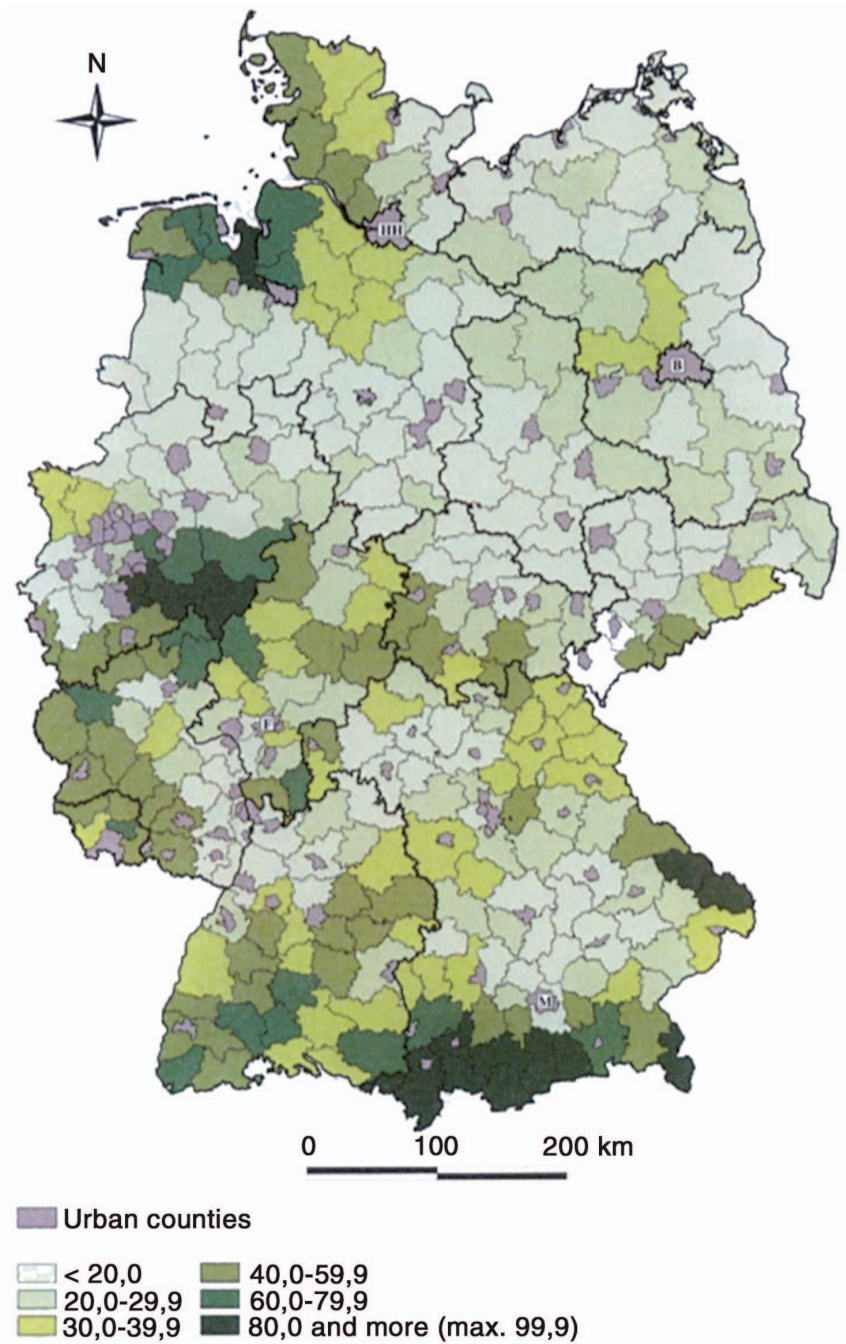 N
HH
B
F
M
0 100 200 km
Urban counties
< 20,0
20,0-29,9
30,0-39,9
40,0-59,9
60,0-79,9
80,0 and more (max. 99,9)